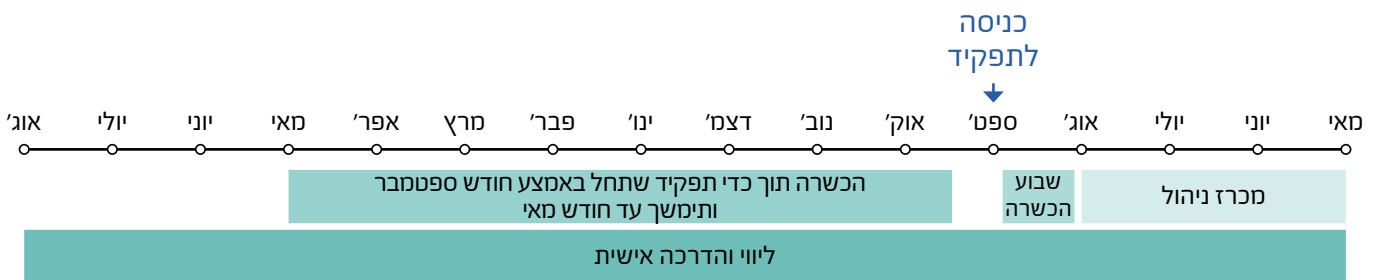 כניסה
לתפקיד
מאי יוני יולי אוג' ספט' אוק' נוב' דצמ' ינו' פבר' מרץ אפר' מאי יוני יולי אוג'
מכרז ניהול
שבוע
הכשרה
הכשרה תוך כדי תפקיד שתחל באמצע חודש ספטמבר
ותימשך עד חודש מאי
ליווי והדרכה אישית